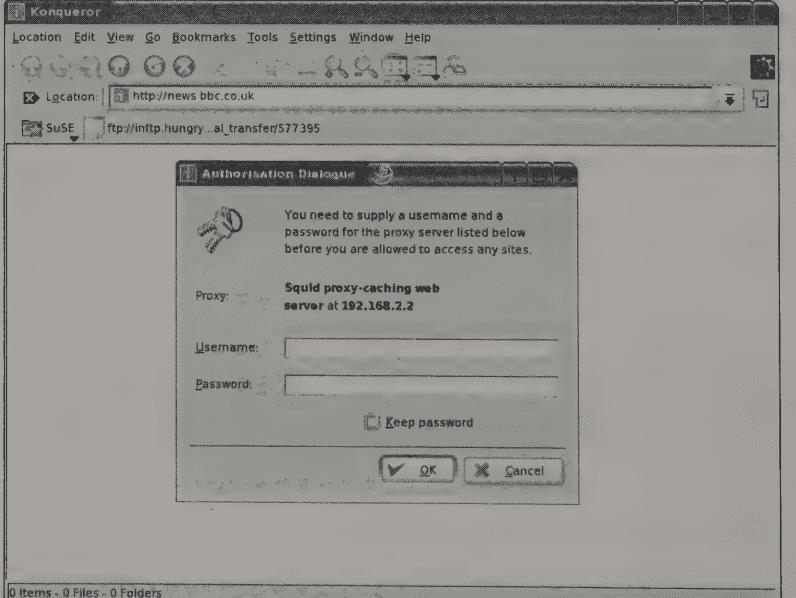 Konqueror
Location Edit View Go Bookmarks Tools Settings Window Help
Location: http://news bbc.co.uk
SuSE ftp://inftp.hungry...al_transfer/577395
Authorisation Dialogue
You need to supply a username and a
password for the proxy server listed below
before you are allowed to access any sites.
Proxy: Squid proxy-caching web
server at 192.168.2.2
Username:
Password:
Keep password
OK Cancel
0 Items - 0 Files - 0 Folders